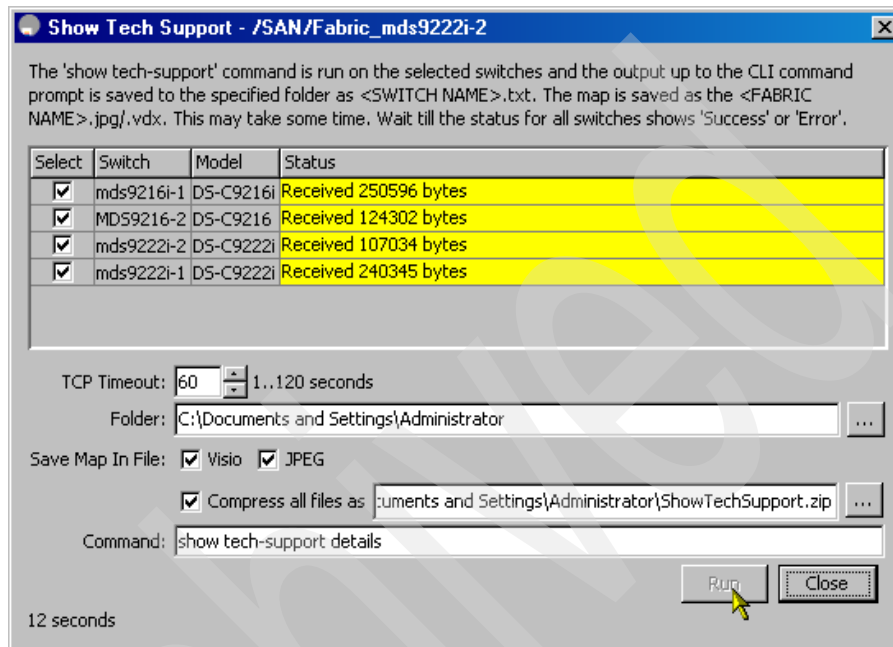 Show Tech Support - /SAN/Fabric_mds9222i-2
The 'show tech-support' command is run on the selected switches and the output up to the CLI command
prompt is saved to the specified folder as <SWITCH NAME>.txt. The map is saved as the <FABRIC
NAME>.jpg/.vdx. This may take some time. Wait till the status for all switches shows 'Success' or 'Error'.
Select Switch Model Status
mds9216i-1 DS-C9216i Received 250596 bytes
MDS9216-2 DS-C9216 Received 124302 bytes
mds9222i-2 DS-C9222i Received 107034 bytes
mds9222i-1 DS-C9222i Received 240345 bytes
TCP Timeout: 60 1..120 seconds
Folder: C:\Documents and Settings\Administrator ...
Save Map In File: Visio JPEG
Compress all files as cuments and Settings\Administrator\ShowTechSupport.zip ...
Command: show tech-support details
Run Close
12 seconds